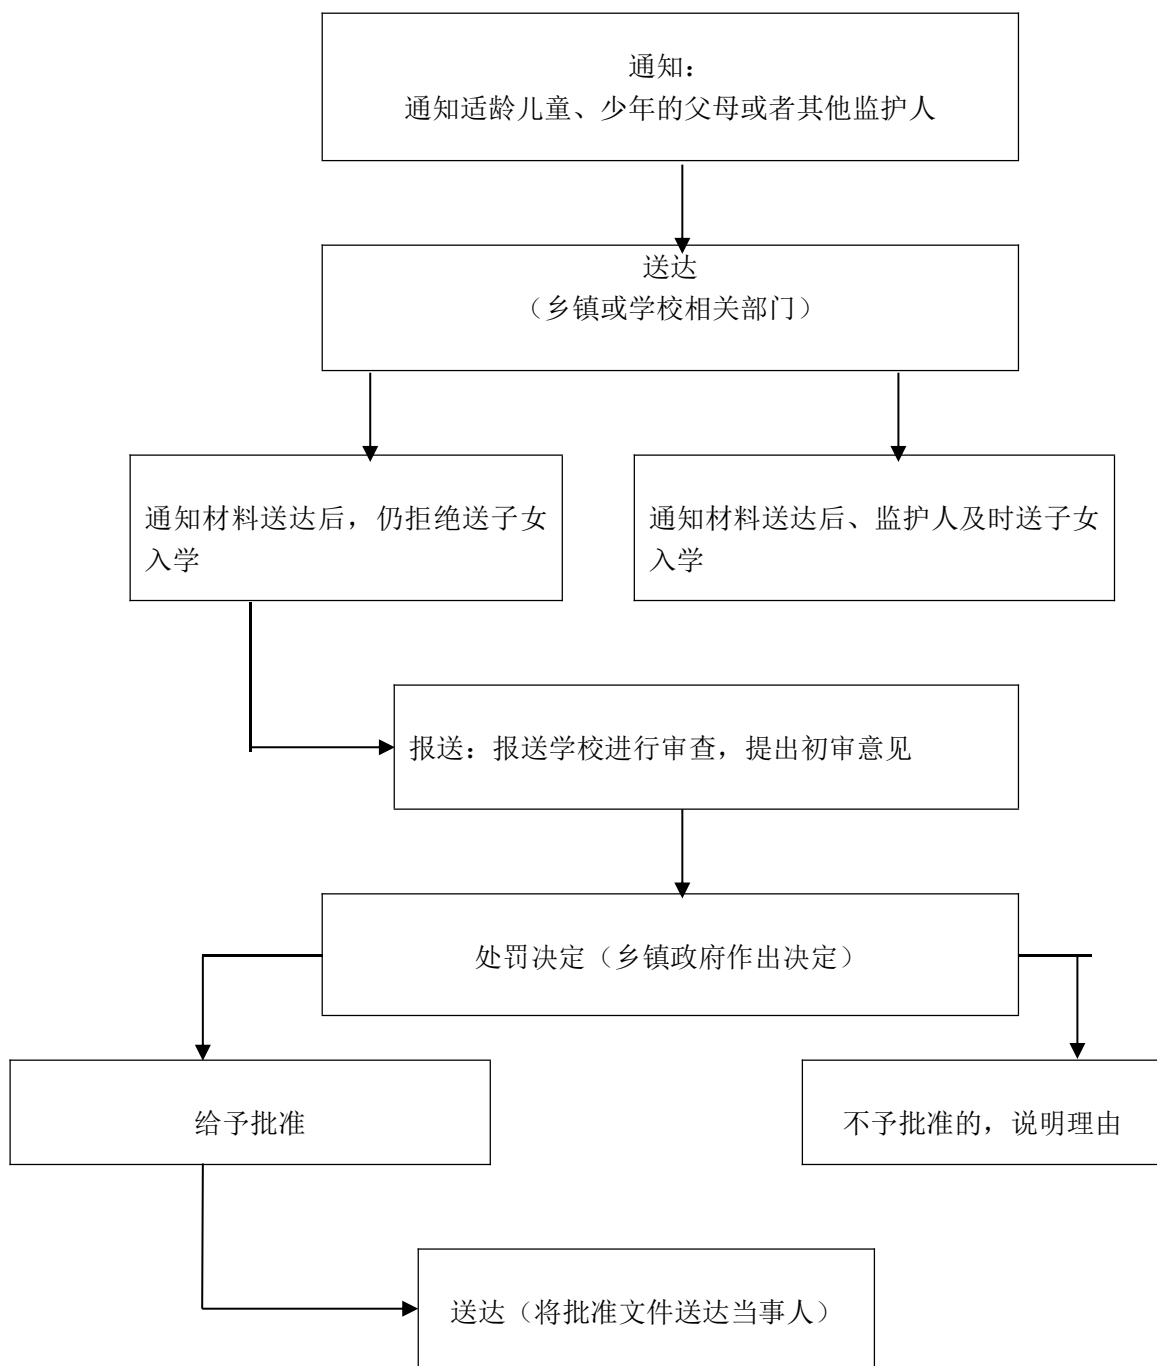 通知：
通知适龄儿童、少年的父母或者其他监护人
送达
（乡镇或学校相关部门）
通知材料送达后，仍拒绝送子女
入学
通知材料送达后、监护人及时送子女
入学
报送：报送学校进行审查，提出初审意见
处罚决定（乡镇政府作出决定）
给予批准
不予批准的，说明理由
送达（将批准文件送达当事人）